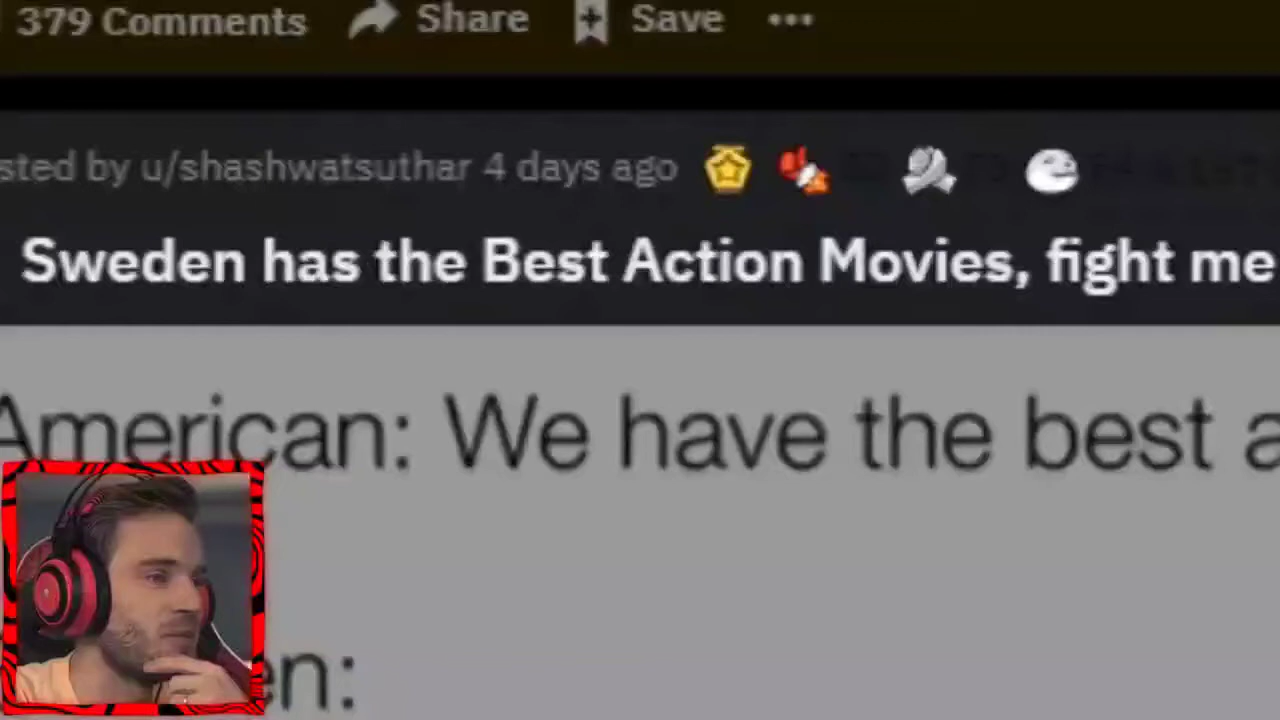 379 Comments Share Save
sted by u/shashwatsuthar 4 days ago
Sweden has the Best Action Movies, fight me
American: We have the best a
en: